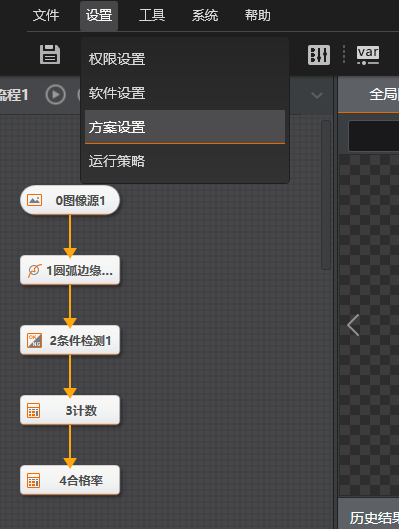 文件 设置 工具 系统 帮助
权限设置
var
软件设置
流程1
全局
方案设置
运行策略
0图像源1
1圆弧边缘...
OK
NG
2条件检测1
3计数
4合格率
历史结果